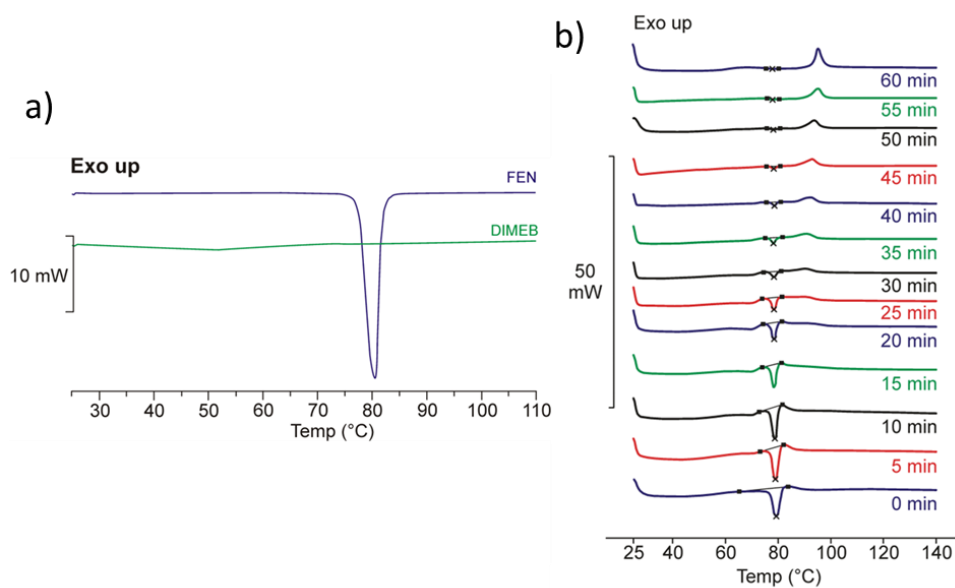 a)
Exo up
FEN
DIMEB
10 mW
30 40 50 60 70 80 90 100 110
Temp (°C)
b)
Exo up
60 min
55 min
50 min
45 min
40 min
35 min
30 min
25 min
20 min
15 min
10 min
5 min
0 min
50
mW
25 40 60 80 100 120 140
Temp (°C)